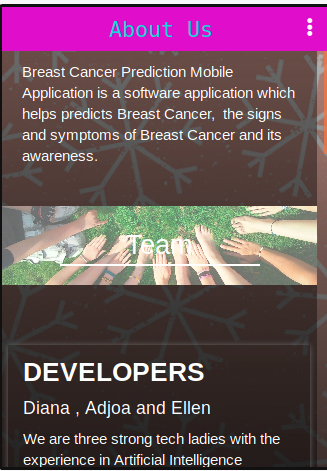 About Us
Breast Cancer Prediction Mobile
Application is a software application which
helps predicts Breast Cancer,  the signs
and symptoms of Breast Cancer and its
awareness.
Team
DEVELOPERS
Diana , Adjoa and Ellen
We are three strong tech ladies with the
experience in Artificial Intelligence